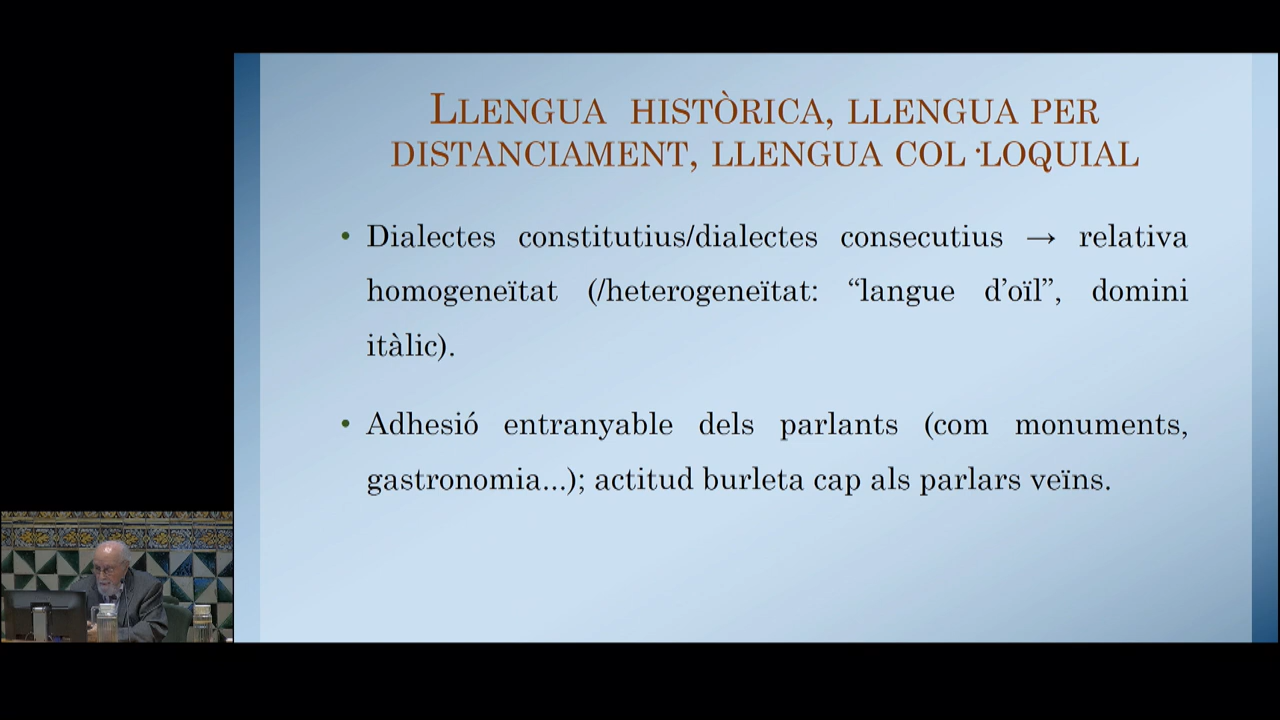 LLENGUA HISTÒRICA, LLENGUA PER
DISTANCIAMENT, LLENGUA COL·LOQUIAL
• Dialectes constitutius/dialectes consecutius → relativa
homogeneïtat (/heterogeneïtat: “langue d’oïl”, domini
itàlic).
• Adhesió entranyable dels parlants (com monuments,
gastronomia...); actitud burleta cap als parlars veïns.